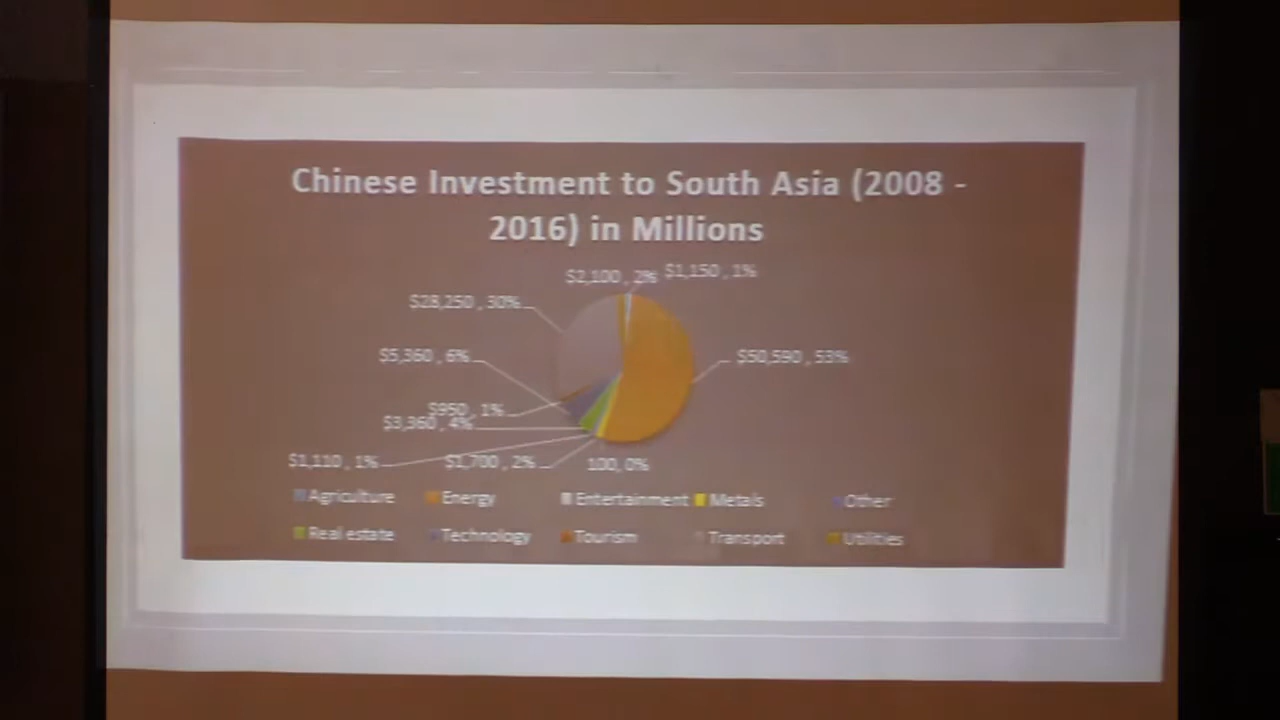 Chinese Investment to South Asia (2008 -
2016) in Millions
$2,100 , 2%
$1,150 , 1%
$28,250 , 30%
$5,360 , 6%
$50,590 , 53%
$950 , 1%
$3,360 , 4%
$1,110 , 1%
$1,700 , 2%
100, 0%
Agriculture Energy Entertainment Metals Other
Real estate Technology Tourism Transport Utilities